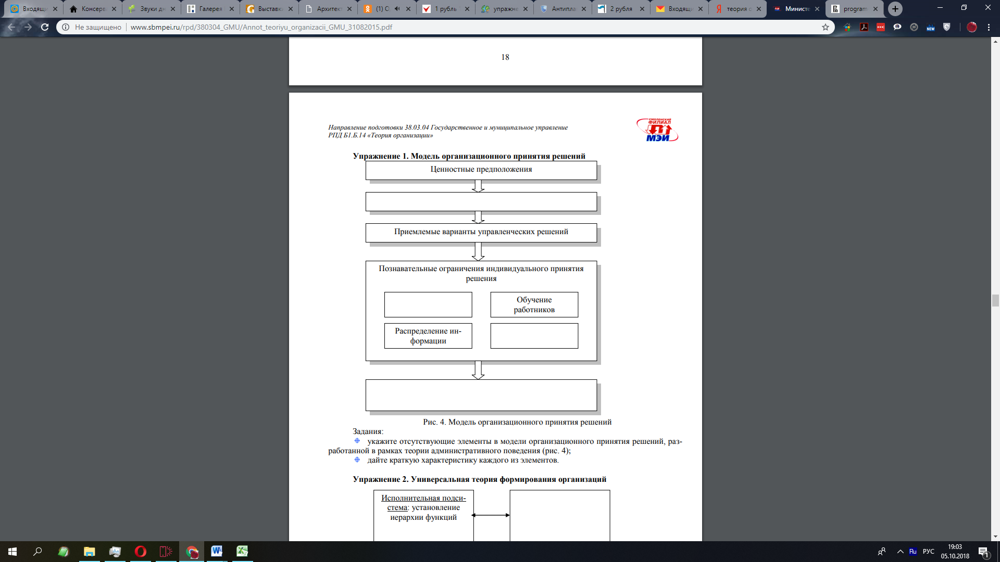 Входящи
Консерв
Звуки дн
Галерея
Выставк
Архитект
(1) О
1 рубль
упражне
Антипла
2 рубля
Входящи
теория о
Министе
program
Не защищено
www.sbmpei.ru/rpd/380304_GMU/Annot_teoriyu_organizacii_GMU_31082015.pdf
NEW
18
Направление подготовки 38.03.04 Государственное и муниципальное управление
РПД Б1.Б.14 «Теория организации»
СМОЛЕНСКИЙ
ФИЛИАЛ
МЭИ
Упражнение 1. Модель организационного принятия решений
Ценностные предположения
Приемлемые варианты управленческих решений
Познавательные ограничения индивидуального принятия
решения
Обучение
работников
Распределение ин-
формации
Рис. 4. Модель организационного принятия решений
Задания:
укажите отсутствующие элементы в модели организационного принятия решений, раз-
работанной в рамках теории административного поведения (рис. 4);
дайте краткую характеристику каждого из элементов.
Упражнение 2. Универсальная теория формирования организаций
Исполнительная подси-
стема: установление
иерархии функций
Ru
РУС
19:03
05.10.2018
1